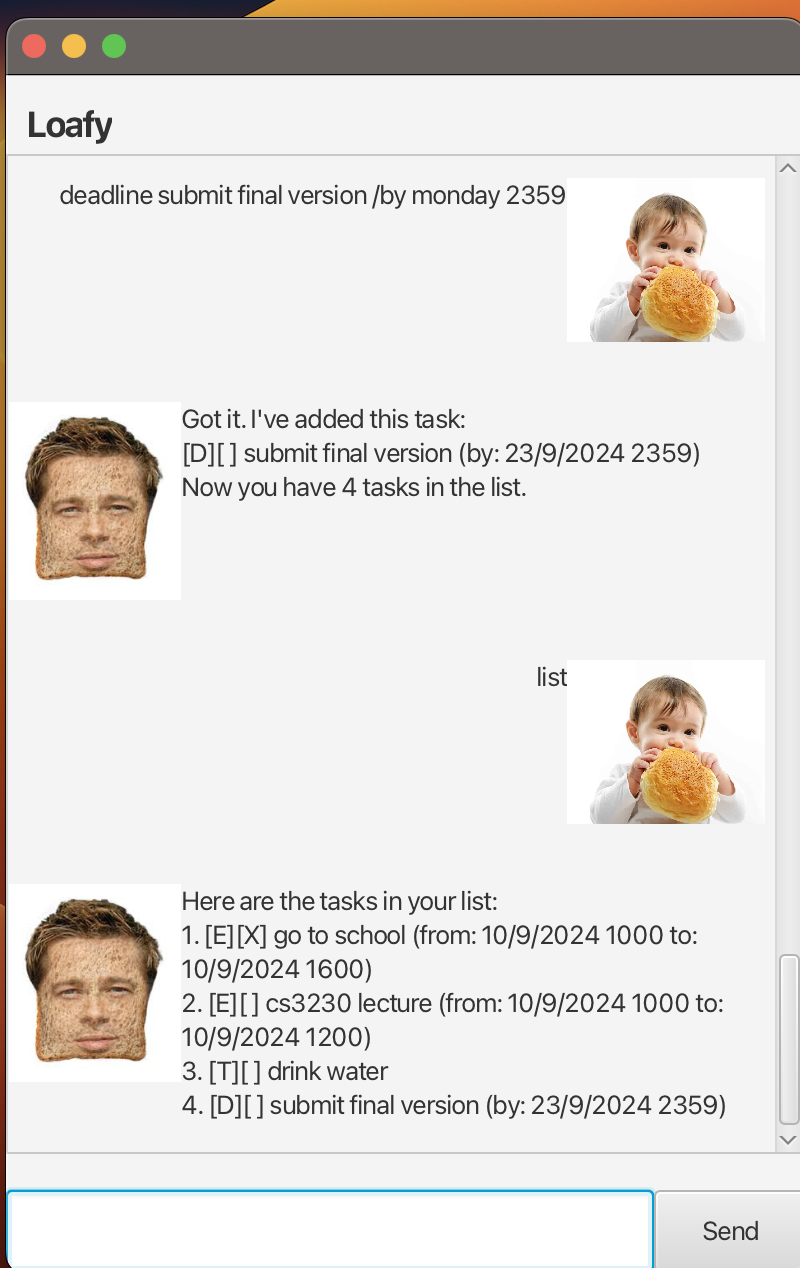 Loafy
deadline submit final version /by monday 2359
Got it. I've added this task:
[D][ ] submit final version (by: 23/9/2024 2359)
Now you have 4 tasks in the list.
list
Here are the tasks in your list:
1. [E][X] go to school (from: 10/9/2024 1000 to:
10/9/2024 1600)
2. [E][ ] cs3230 lecture (from: 10/9/2024 1000 to:
10/9/2024 1200)
3. [T][ ] drink water
4. [D][ ] submit final version (by: 23/9/2024 2359)
Send